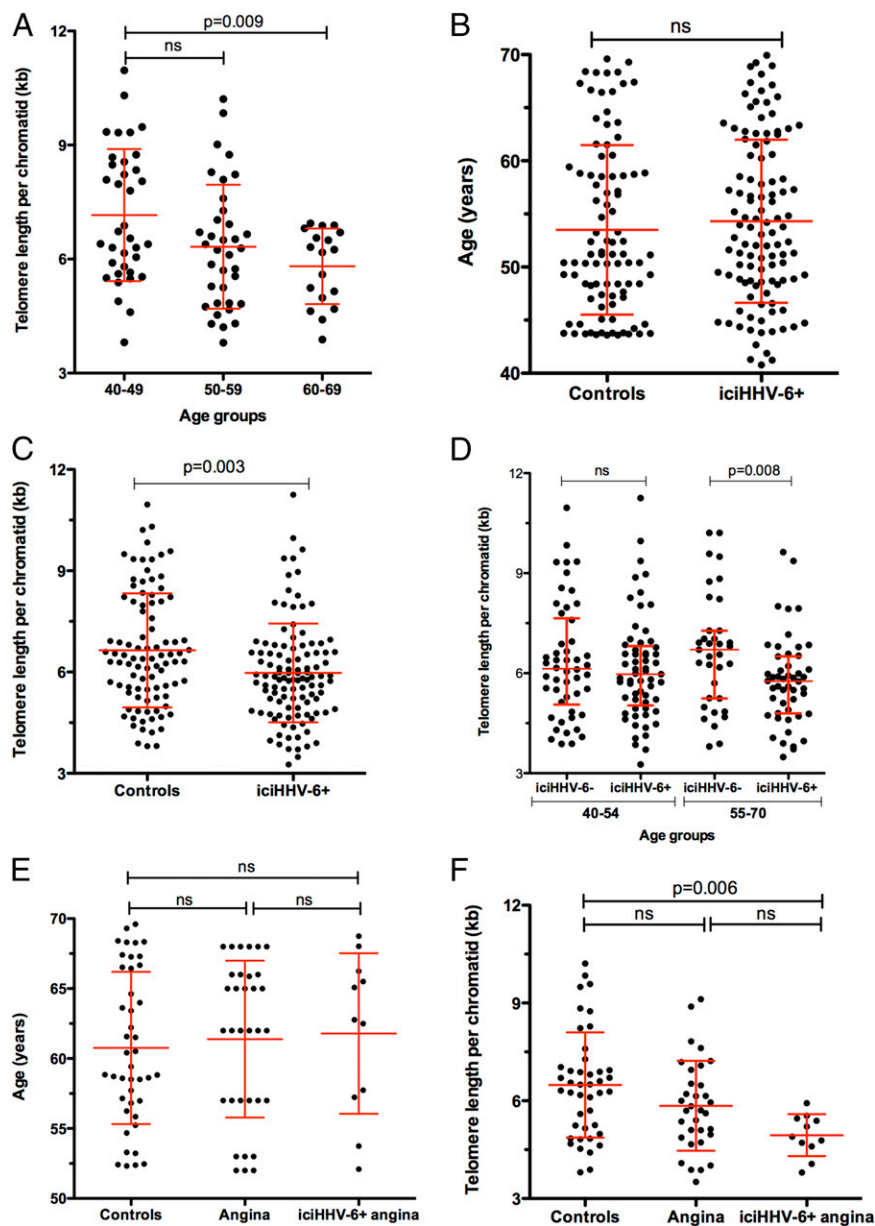 A
p=0.009
ns
Telomere length per chromatid (kb)
12
9
6
3
40-49 50-59 60-69
Age groups
B
ns
Age (years)
70
60
50
40
Controls iciHHV-6+
C
p=0.003
Telomere length per chromatid (kb)
12
9
6
3
Controls iciHHV-6+
D
ns p=0.008
Telomere length per chromatid (kb)
12
9
6
3
iciHHV-6- iciHHV-6+ iciHHV-6- iciHHV-6+
40-54 55-70
Age groups
E
ns
ns ns
Age (years)
70
65
60
55
50
Controls Angina iciHHV-6+ angina
F
p=0.006
ns ns
Telomere length per chromatid (kb)
12
9
6
3
Controls Angina iciHHV-6+ angina